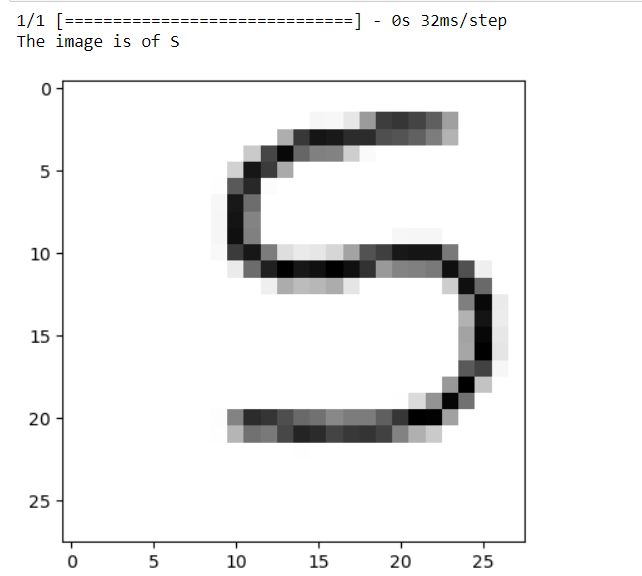 1/1 [==============================] - 0s 32ms/step
The image is of S
0
5
10
15
20
25
S
0 5 10 15 20 25